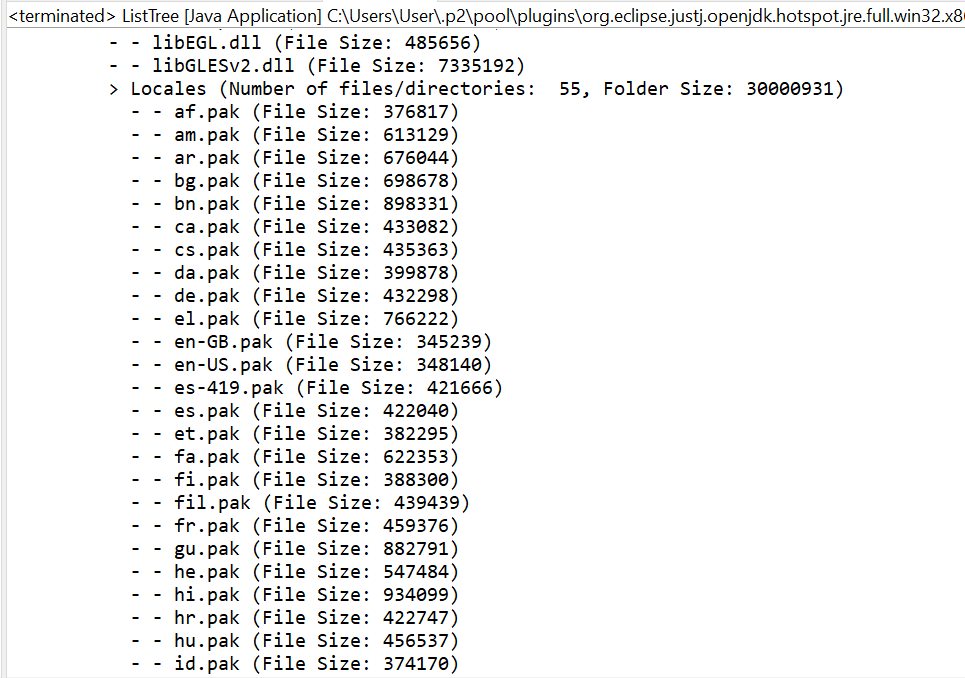 <terminated> ListTree [Java Application] C:\Users\User\.p2\pool\plugins\org.eclipse.justj.openjdk.hotspot.jre.full.win32.x8
- - libEGL.dll (File Size: 485656)
- - libGLESv2.dll (File Size: 7335192)
> Locales (Number of files/directories:  55, Folder Size: 30000931)
- - af.pak (File Size: 376817)
- - am.pak (File Size: 613129)
- - ar.pak (File Size: 676044)
- - bg.pak (File Size: 698678)
- - bn.pak (File Size: 898331)
- - ca.pak (File Size: 433082)
- - cs.pak (File Size: 435363)
- - da.pak (File Size: 399878)
- - de.pak (File Size: 432298)
- - el.pak (File Size: 766222)
- - en-GB.pak (File Size: 345239)
- - en-US.pak (File Size: 348140)
- - es-419.pak (File Size: 421666)
- - es.pak (File Size: 422040)
- - et.pak (File Size: 382295)
- - fa.pak (File Size: 622353)
- - fi.pak (File Size: 388300)
- - fil.pak (File Size: 439439)
- - fr.pak (File Size: 459376)
- - gu.pak (File Size: 882791)
- - he.pak (File Size: 547484)
- - hi.pak (File Size: 934099)
- - hr.pak (File Size: 422747)
- - hu.pak (File Size: 456537)
- - id.pak (File Size: 374170)